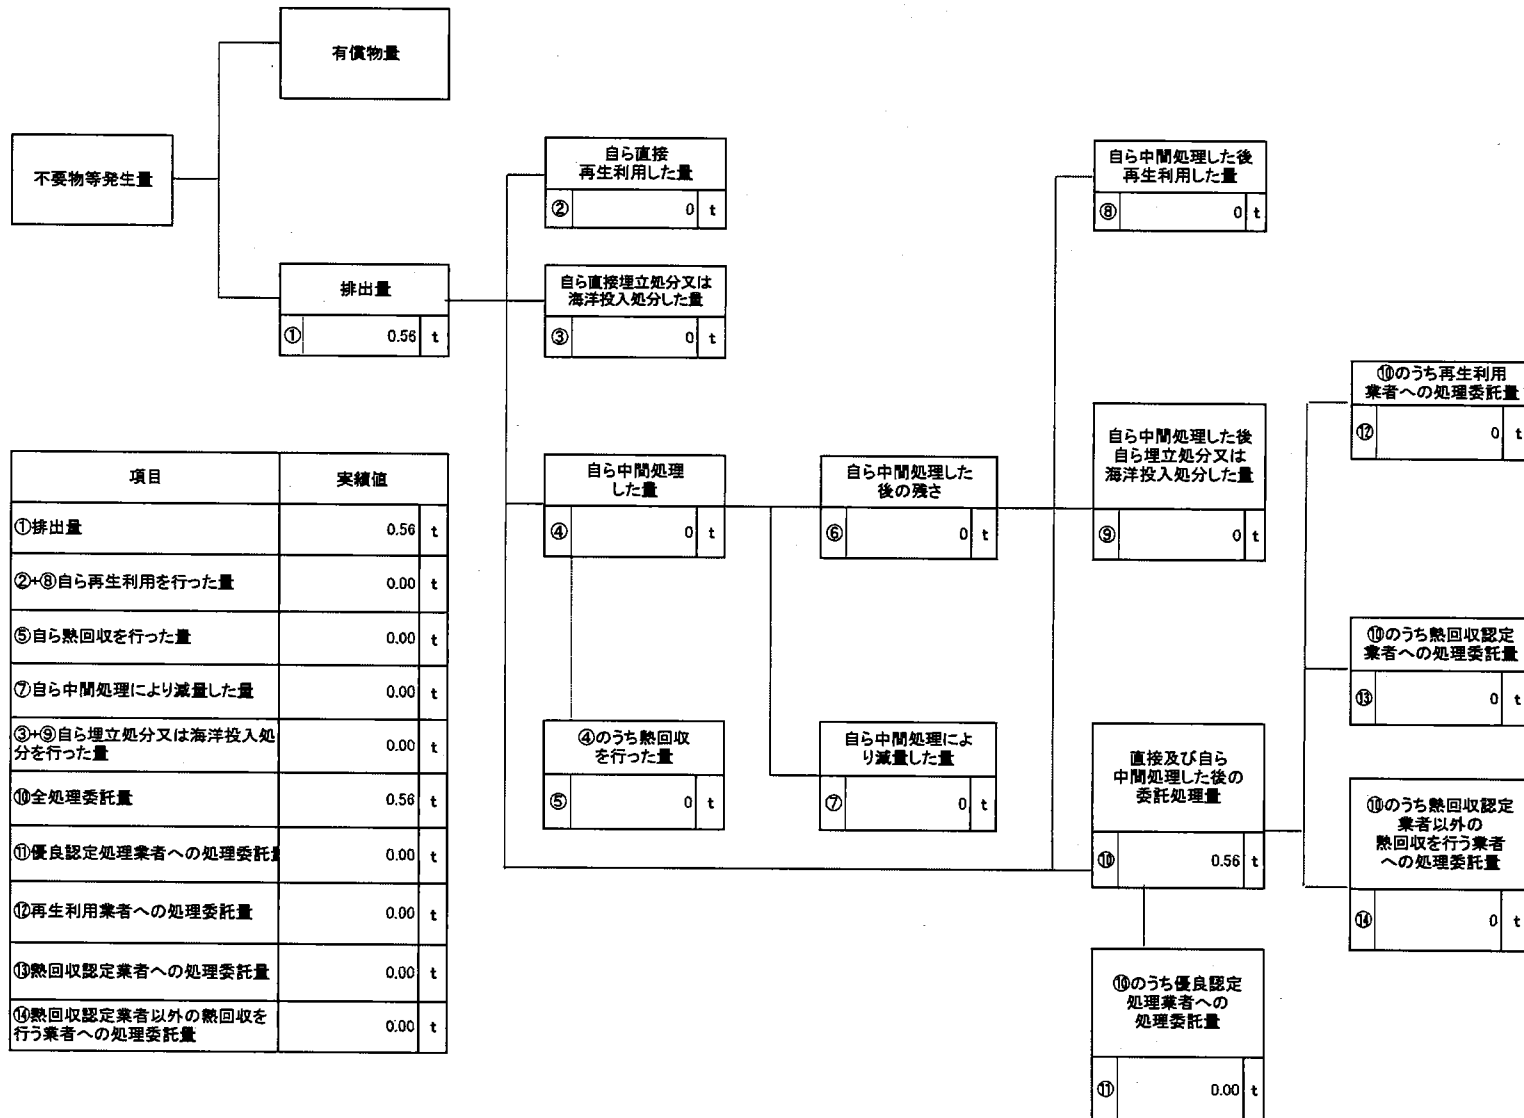 有償物量
不要物等発生量
排出量
① 0.56 t
自ら直接
再生利用した量
② 0 t
自ら直接埋立処分又は
海洋投入処分した量
③ 0 t
自ら中間処理
した量
④ 0 t
④のうち熱回収
を行った量
⑤ 0 t
自ら中間処理した
後の残さ
⑥ 0 t
自ら中間処理によ
り減量した量
⑦ 0 t
自ら中間処理した後
再生利用した量
⑧ 0 t
自ら中間処理した後
自ら埋立処分又は
海洋投入処分した量
⑨ 0 t
直接及び自ら
中間処理した後の
委託処理量
⑩ 0.56 t
⑩のうち優良認定
処理業者への
処理委託量
⑪ 0.00 t
⑩のうち再生利用
業者への処理委託量
⑫ 0 t
⑩のうち熱回収認定
業者への処理委託量
⑬ 0 t
⑩のうち熱回収認定
業者以外の
熱回収を行う業者
への処理委託量
⑭ 0 t
項目 実績値
①排出量 0.56 t
②+⑧自ら再生利用を行った量 0.00 t
⑤自ら熱回収を行った量 0.00 t
⑦自ら中間処理により減量した量 0.00 t
③+⑨自ら埋立処分又は海洋投入処
分を行った量 0.00 t
⑩全処理委託量 0.56 t
⑪優良認定処理業者への処理委託量 0.00 t
⑫再生利用業者への処理委託量 0.00 t
⑬熱回収認定業者への処理委託量 0.00 t
⑭熱回収認定業者以外の熱回収を
行う業者への処理委託量 0.00 t